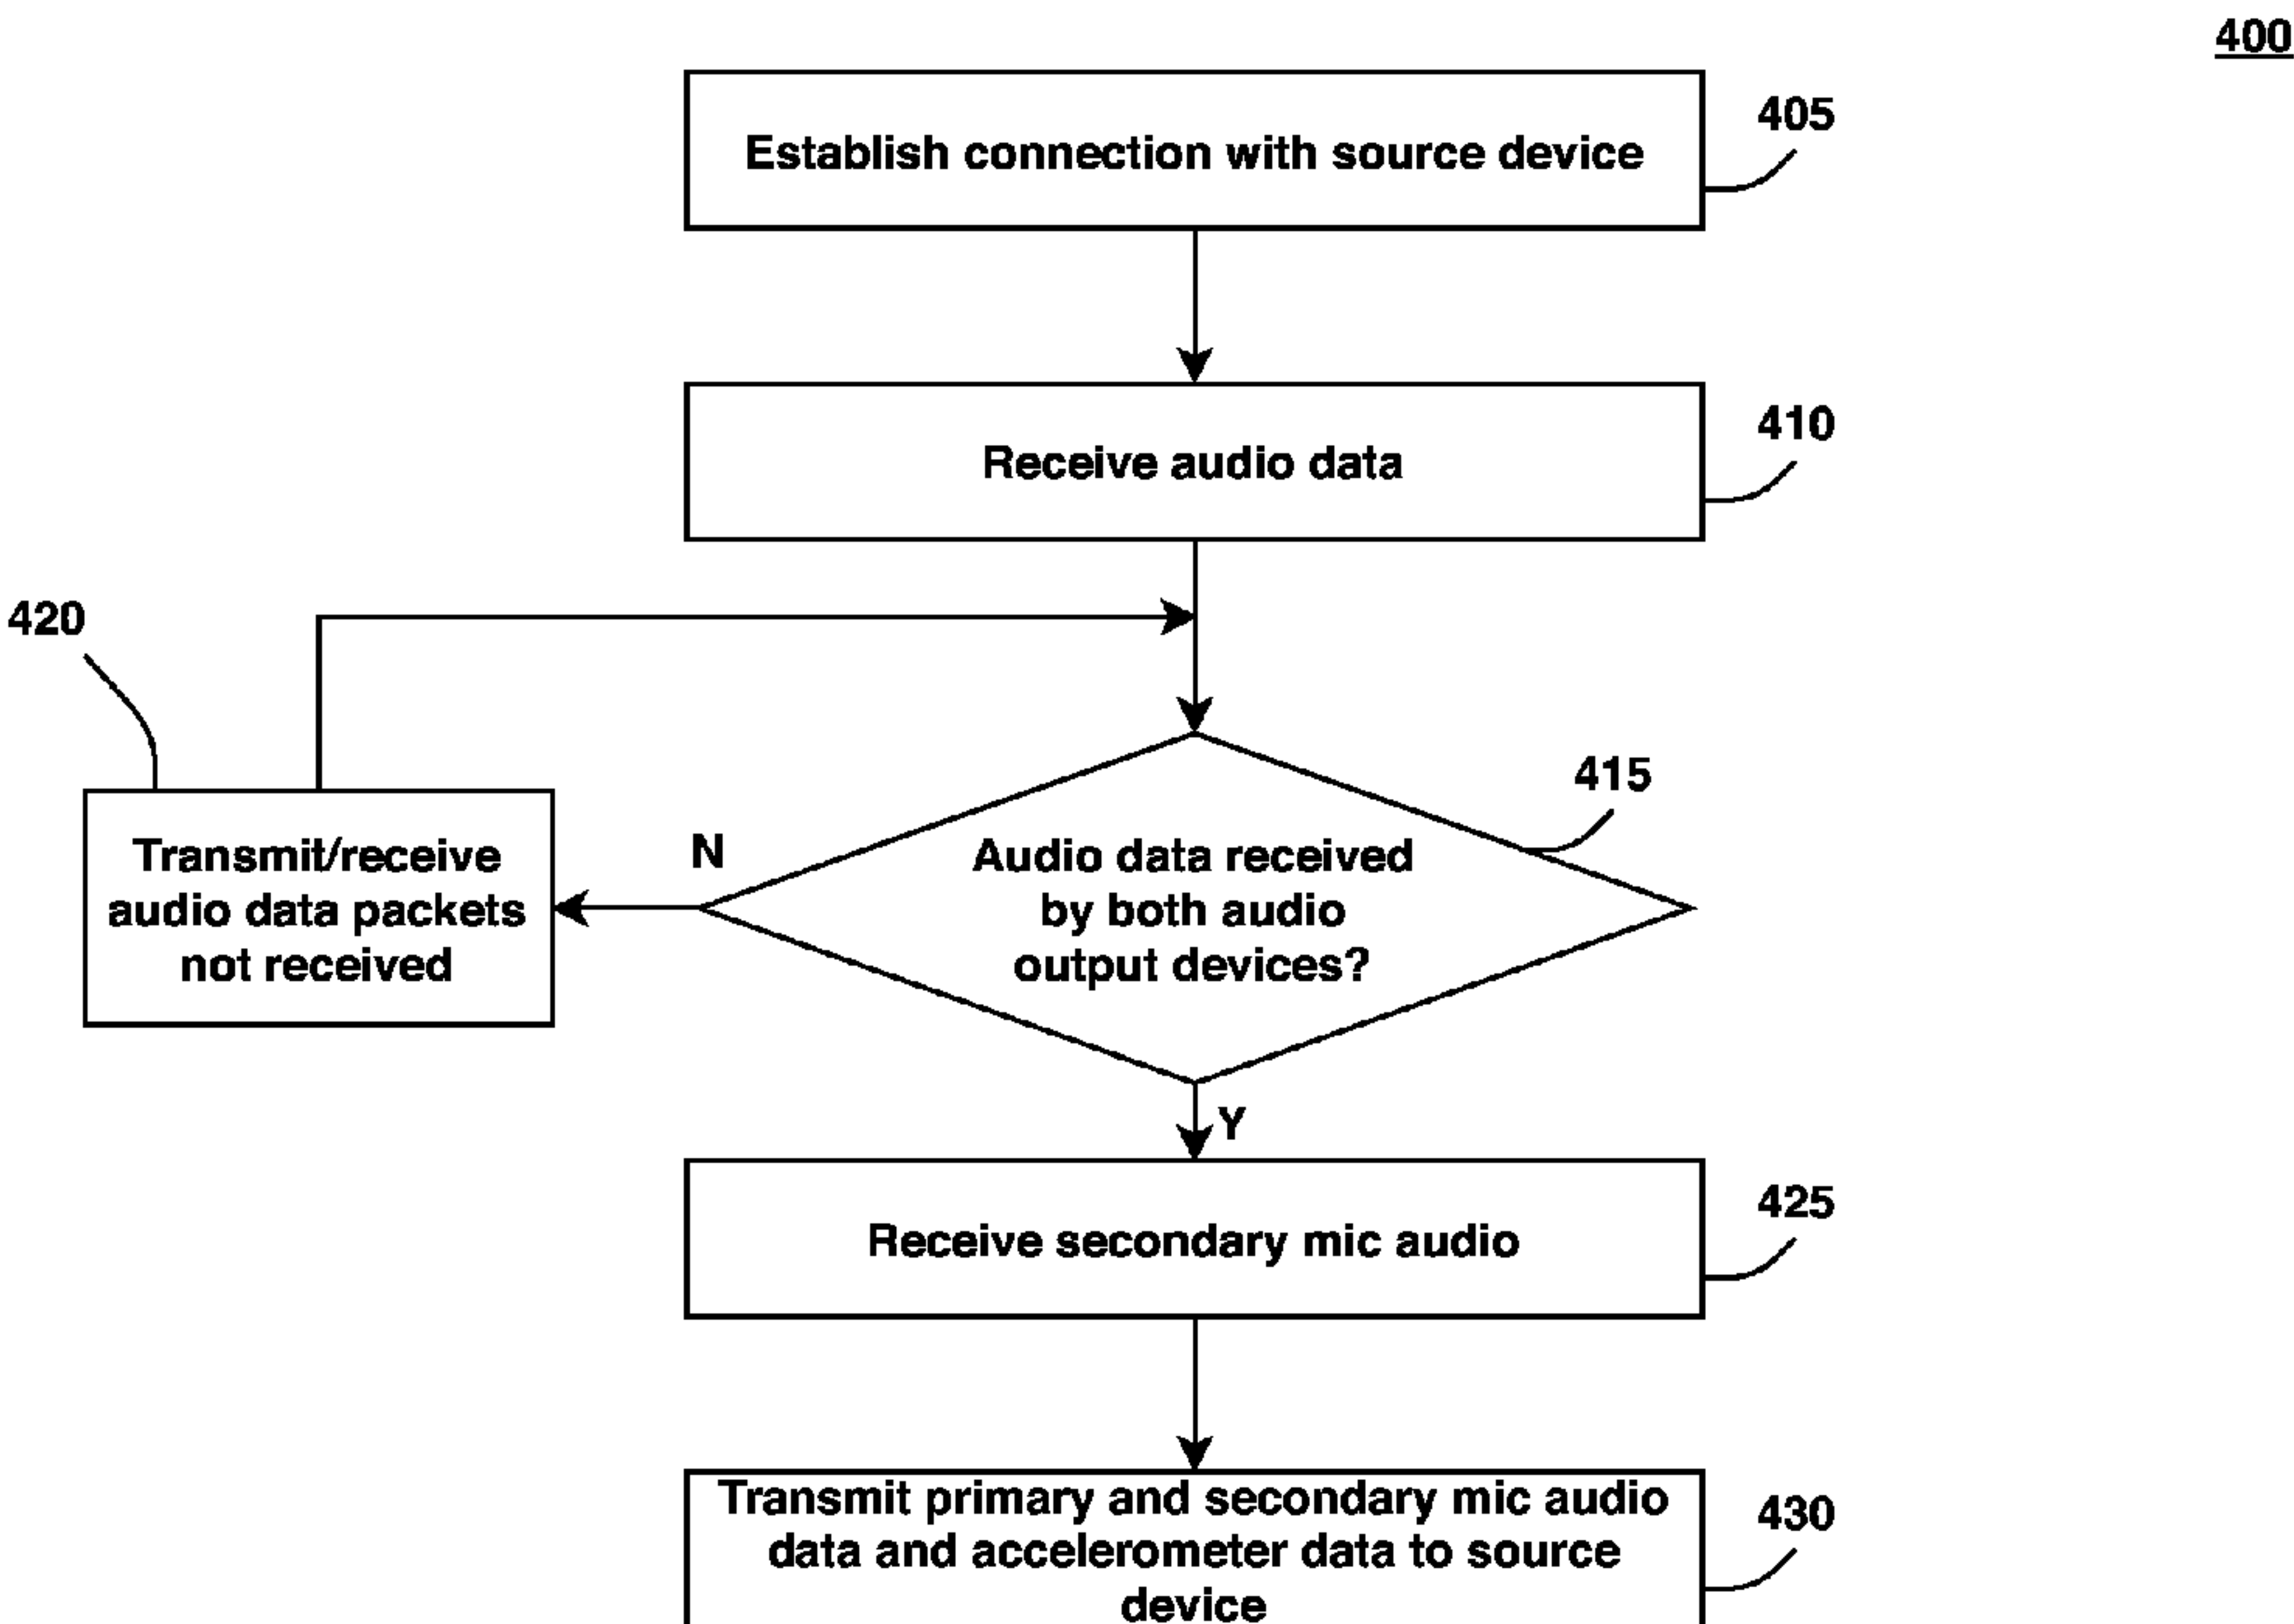 400
405
Establish connection with source device
410
Receive audio data
420
415
N
Transmit/receive
audio data packets
not received
Audio data received
by both audio
output devices?
Y
425
Receive secondary mic audio
Transmit primary and secondary mic audio
data and accelerometer data to source
device
430